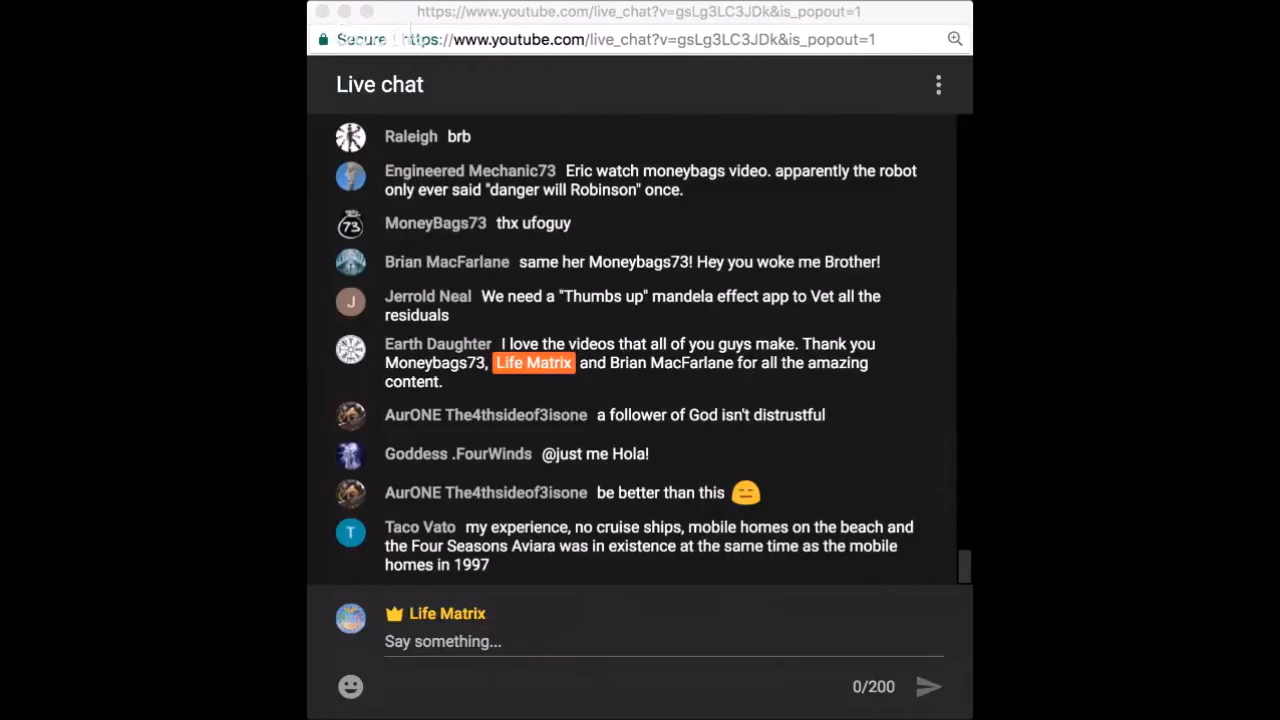 https://www.youtube.com/live_chat?v=gsLg3LC3JDk&is_popout=1
Secure https://www.youtube.com/live_chat?v=gsLg3LC3JDk&is_popout=1
Live chat
Raleigh brb
Engineered Mechanic73 Eric watch moneybags video. apparently the robot
only ever said "danger will Robinson" once.
73
MoneyBags73 thx ufoguy
Brian MacFarlane same her Moneybags73! Hey you woke me Brother!
J
Jerrold Neal We need a "Thumbs up" mandela effect app to Vet all the
residuals
Earth Daughter I love the videos that all of you guys make. Thank you
Moneybags73, Life Matrix and Brian MacFarlane for all the amazing
content.
AurONE The4thsideof3isone a follower of God isn't distrustful
Goddess .FourWinds @just me Hola!
AurONE The4thsideof3isone be better than this
T
Taco Vato my experience, no cruise ships, mobile homes on the beach and
the Four Seasons Aviara was in existence at the same time as the mobile
homes in 1997
Life Matrix
Say something...
0/200